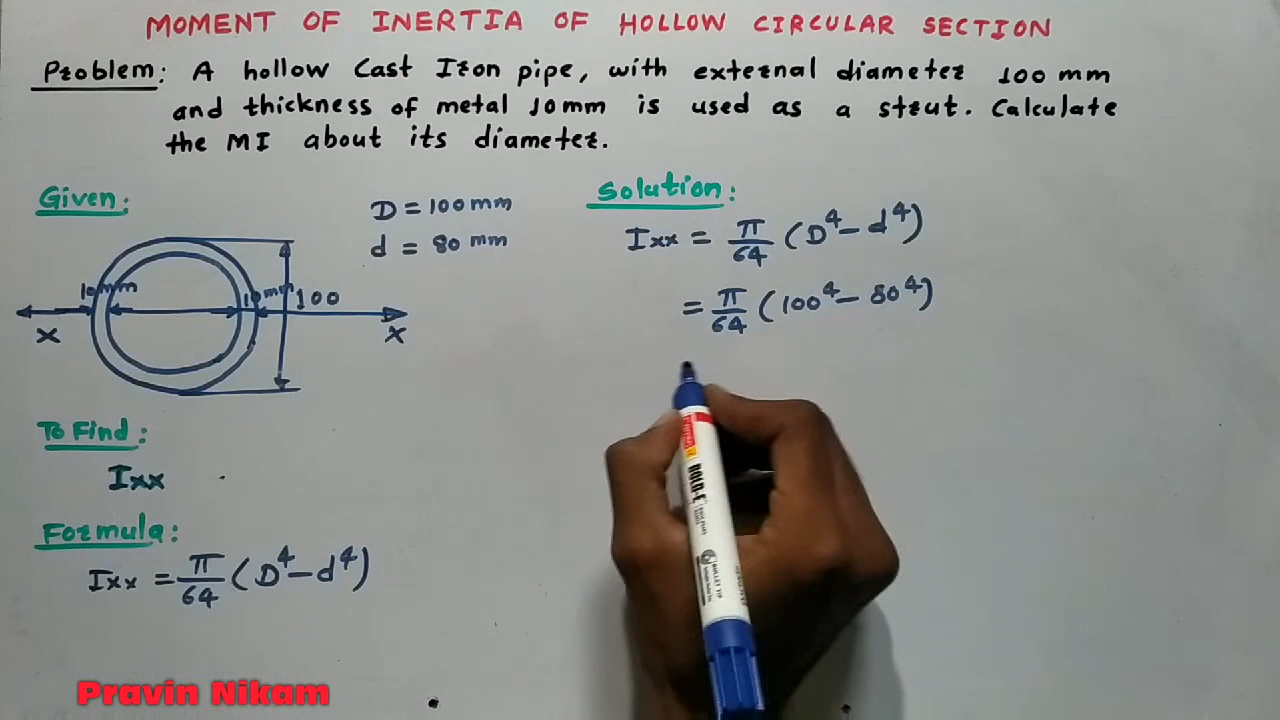 MOMENT OF INERTIA OF HOLLOW CIRCULAR SECTION
Problem: A hollow Cast Iron pipe, with external diameter 100 mm
and thickness of metal 10mm is used as a strut. Calculate
the MI about its diameter.
Given:
D = 100 mm
d = 80 mm
10mm
10mm
100
X
X
To Find:
Ixx
Formula:
Ixx = π/64 (D⁴ - d⁴)
Solution:
Ixx = π/64 (D⁴ - d⁴)
= π/64 (100⁴ - 80⁴)
BOLD-E
BULLET TIP
Pravin Nikam